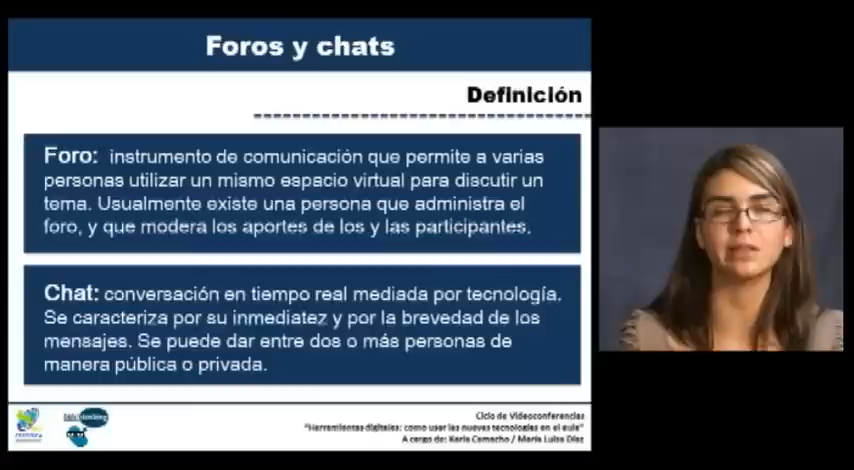 Foros y chats
Definición
Foro: instrumento de comunicación que permite a varias
personas utilizar un mismo espacio virtual para discutir un
tema. Usualmente existe una persona que administra el
foro, y que modera los aportes de los y las participantes.
Chat: conversación en tiempo real mediada por tecnología.
Se caracteriza por su inmediatez y por la brevedad de los
mensajes. Se puede dar entre dos o más personas de
manera pública o privada.
Ciclo de Videoconferencias
"Herramientas digitales: como usar las nuevas tecnologías en el aula"
A cargo de: Karla Camacho / María Luisa Díaz